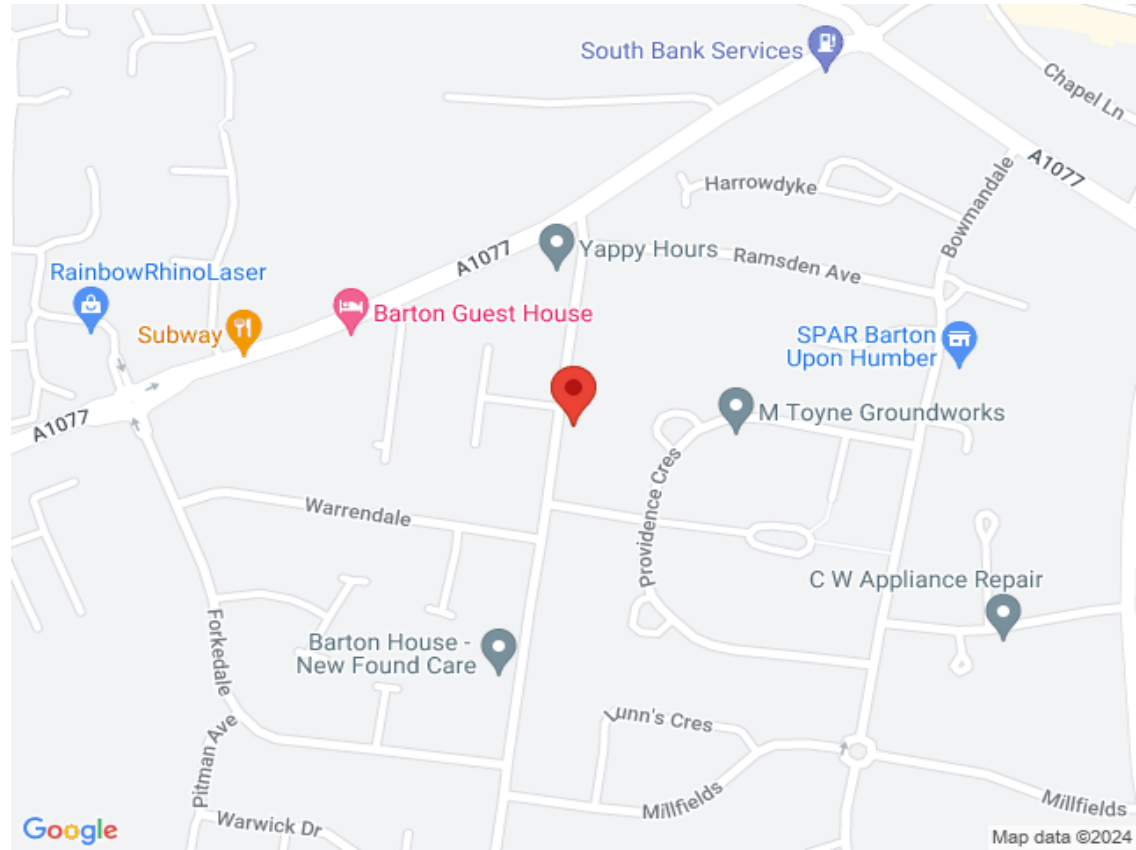 South Bank Services
Chapel Ln
A1077
Harrowdyke
Bowmandale
A1077
Yappy Hours
Ramsden Ave
RainbowRhinoLaser
Barton Guest House
Subway
SPAR Barton
Upon Humber
A1077
M Toyne Groundworks
Providence Cres
Warrendale
C W Appliance Repair
Forkedale
Barton House -
New Found Care
Lunn's Cres
Pitman Ave
Millfields
Millfields
Warwick Dr
Google
Map data ©2024